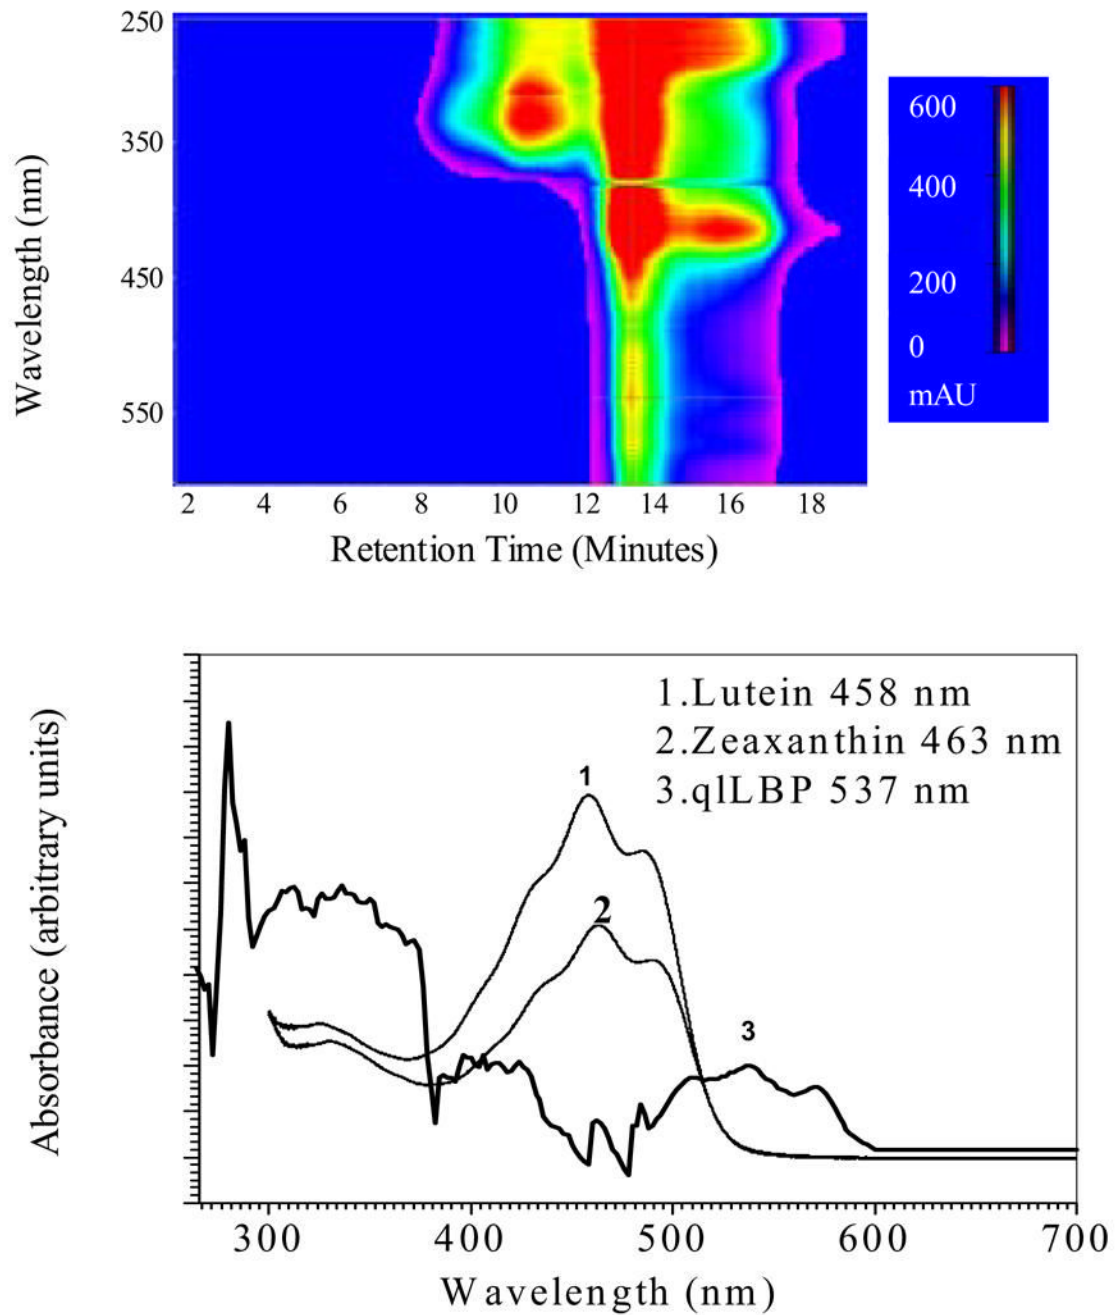 Wavelength (nm)
250
350
450
550
2 4 6 8 10 12 14 16 18
Retention Time (Minutes)
600
400
200
0
mAU
Absorbance (arbitrary units)
1.Lutein 458 nm
2.Zeaxanthin 463 nm
3.qlLBP 537 nm
1
2
3
300 400 500 600 700
Wavelength (nm)